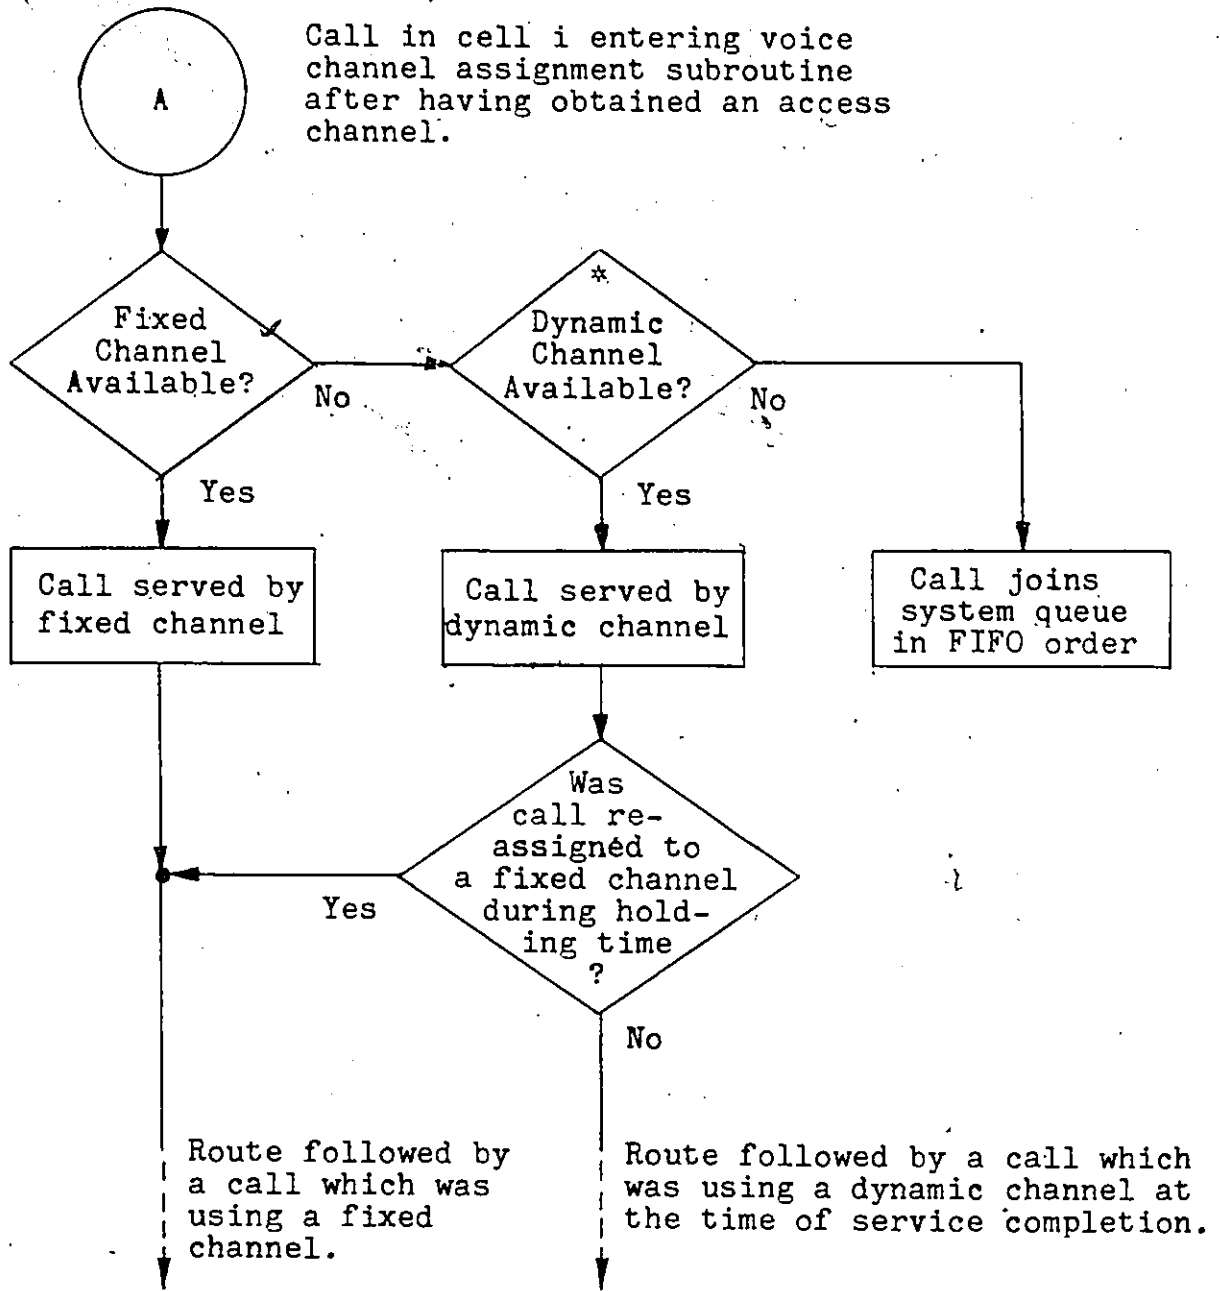 A
Call in cell i entering voice
channel assignment subroutine
after having obtained an access
channel.
Fixed
Channel
Available?
No
Yes
*
Dynamic
Channel
Available?
No
Yes
Call served by
fixed channel
Call served by
dynamic channel
Call joins
system queue
in FIFO order
Was
call re-
assigned to
a fixed channel
during hold-
ing time
?
Yes
No
Route followed by
a call which was
using a fixed
channel.
Route followed by a call which
was using a dynamic channel at
the time of service completion.